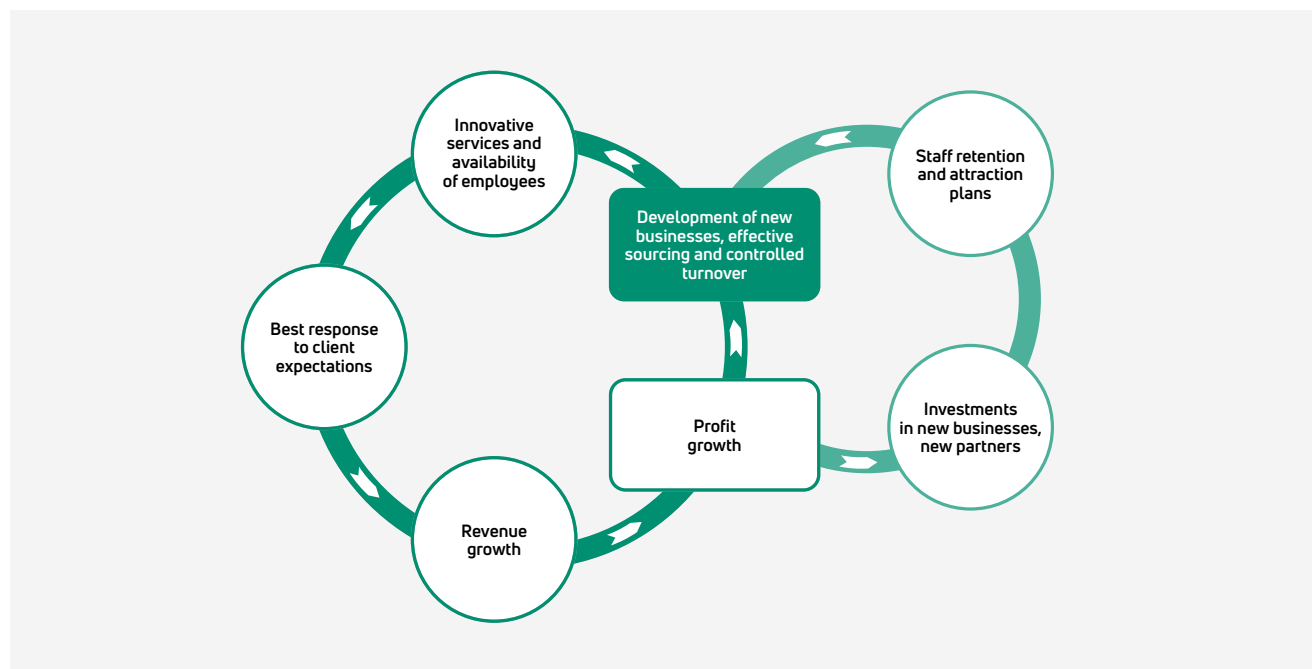 Innovative
services and
availability
of employees
Staff retention
and attraction
plans
Development of new
businesses, effective
sourcing and controlled
turnover
Best response
to client
expectations
Profit
growth
Investments
in new businesses,
new partners
Revenue
growth